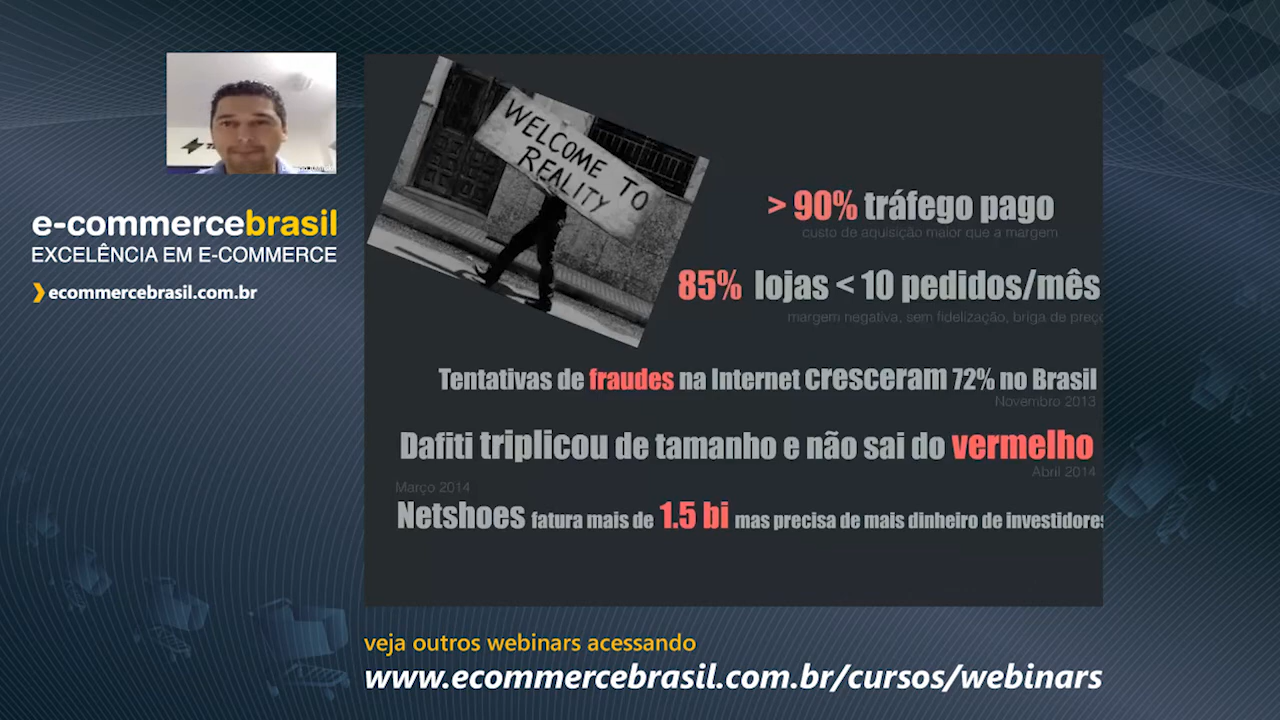 e-commercebrasil
EXCELÊNCIA EM E-COMMERCE
ecommercebrasil.com.br
WELCOME TO
REALITY
> 90% tráfego pago
custo de aquisição maior que a margem
85% lojas < 10 pedidos/mês
margem negativa, sem fidelização, briga de preço
Tentativas de fraudes na Internet cresceram 72% no Brasil
Novembro 2013
Dafiti triplicou de tamanho e não sai do vermelho
Abril 2014
Março 2014
Netshoes fatura mais de 1.5 bi mas precisa de mais dinheiro de investidores
veja outros webinars acessando
www.ecommercebrasil.com.br/cursos/webinars